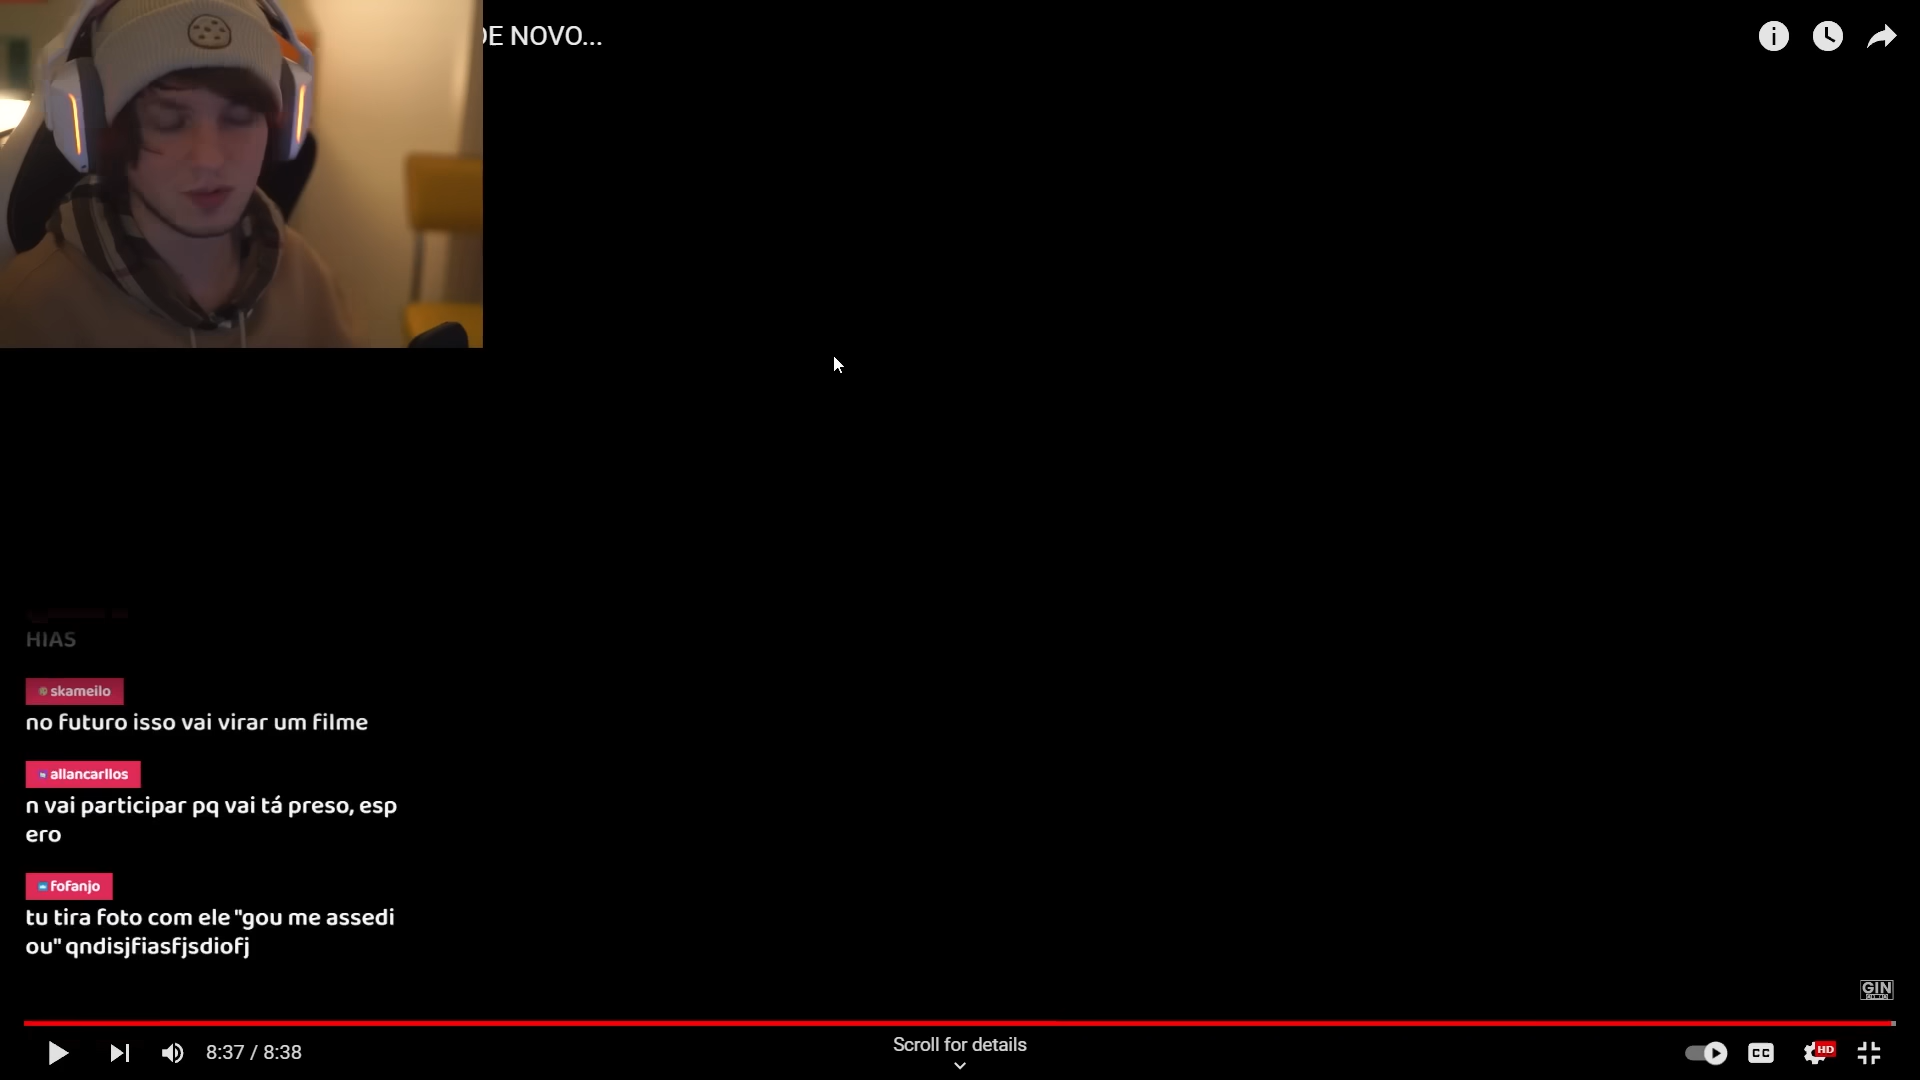 DE NOVO...
HIAS
skameilo
no futuro isso vai virar um filme
allancarllos
n vai participar pq vai tá preso, esp
ero
fofanjo
tu tira foto com ele "gou me assedi
ou" qndisjfiasfjsdiofj
GIN
8:37 / 8:38
Scroll for details
CC
HD